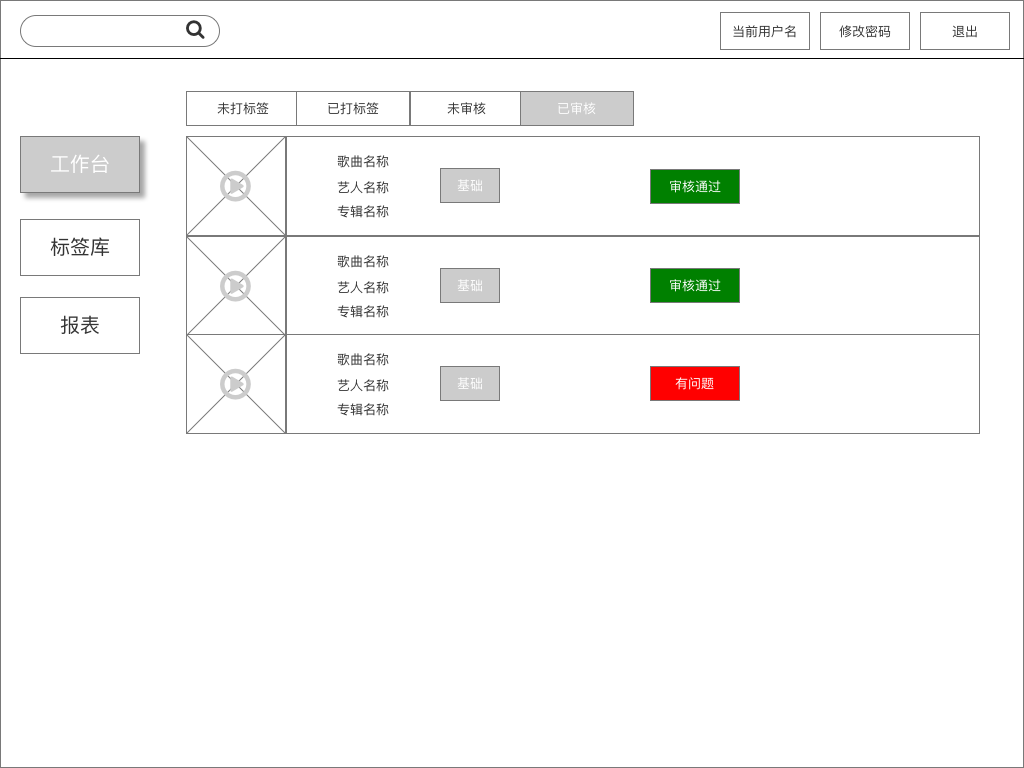 当前用户名
修改密码
退出
未打标签
已打标签
未审核
已审核
工作台
标签库
报表
歌曲名称
艺人名称
专辑名称
基础
审核通过
歌曲名称
艺人名称
专辑名称
基础
审核通过
歌曲名称
艺人名称
专辑名称
基础
有问题